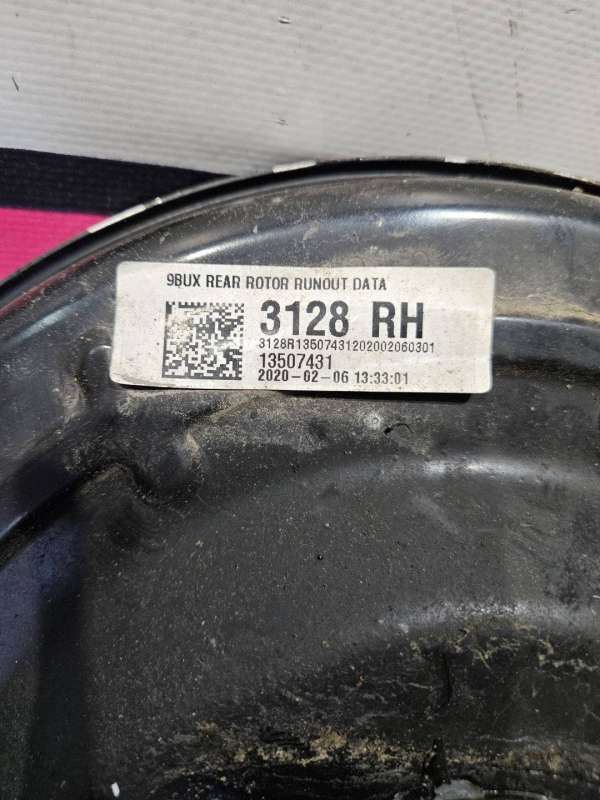 9BUX REAR ROTOR RUNOUT DATA
3128 RH
3128R13507431202002060301
13507431
2020-02-06 13:33:01